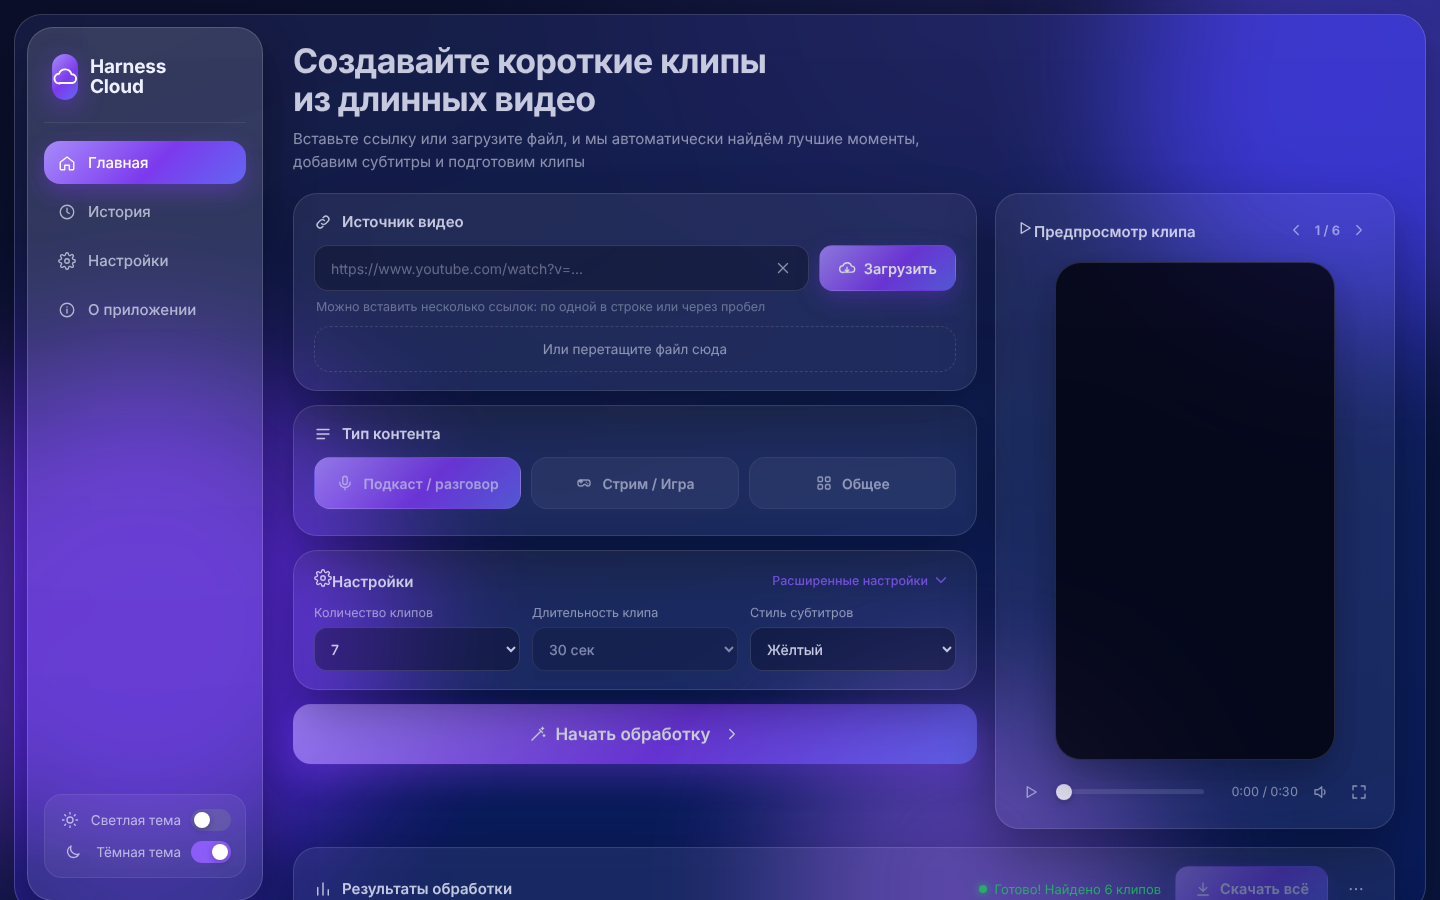 Harness
Cloud
Главная
История
Настройки
О приложении
Светлая тема
Тёмная тема
Создавайте короткие клипы
из длинных видео
Вставьте ссылку или загрузите файл, и мы автоматически найдём лучшие моменты,
добавим субтитры и подготовим клипы
Источник видео
https://www.youtube.com/watch?v=...
Загрузить
Можно вставить несколько ссылок: по одной в строке или через пробел
Или перетащите файл сюда
Тип контента
Подкаст / разговор
Стрим / Игра
Общее
Настройки
Расширенные настройки
Количество клипов
Длительность клипа
Стиль субтитров
7
30 сек
Жёлтый
Начать обработку
Предпросмотр клипа
1 / 6
0:00 / 0:30
Результаты обработки
Готово! Найдено 6 клипов
Скачать всё